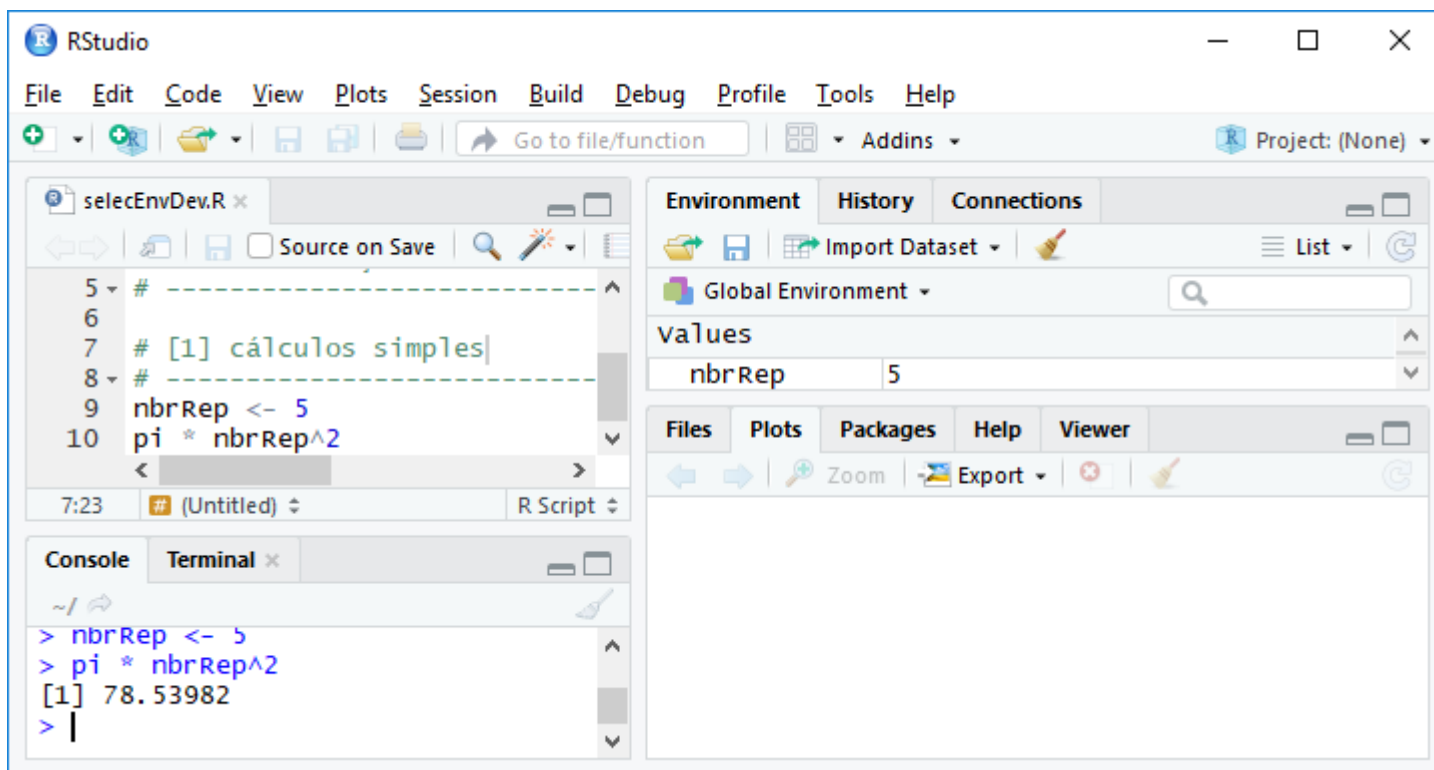 RStudio
File Edit Code View Plots Session Build Debug Profile Tools Help
Go to file/function Addins Project: (None)
selecEnvDev.R
Source on Save
5 # ---------------------------
6
7 # [1] cálculos simples
8 # ---------------------------
9 nbrRep <- 5
10 pi * nbrRep^2
7:23 # (Untitled) R Script
Console Terminal
~/
> nbrRep <- 5
> pi * nbrRep^2
[1] 78.53982
>
Environment History Connections
Import Dataset List
Global Environment
Values
nbrRep 5
Files Plots Packages Help Viewer
Zoom Export